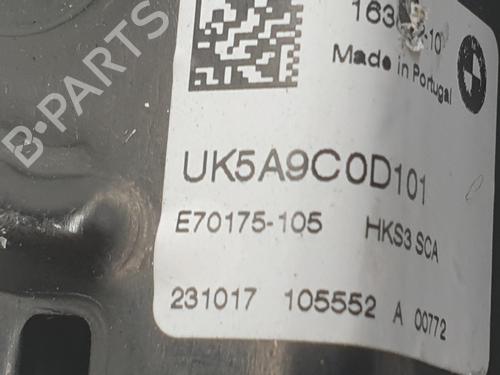 Made in Portugal
UK5A9C0D101
E70175-105 HKS3 SCA
231017 105552 A 00772
B-PARTS